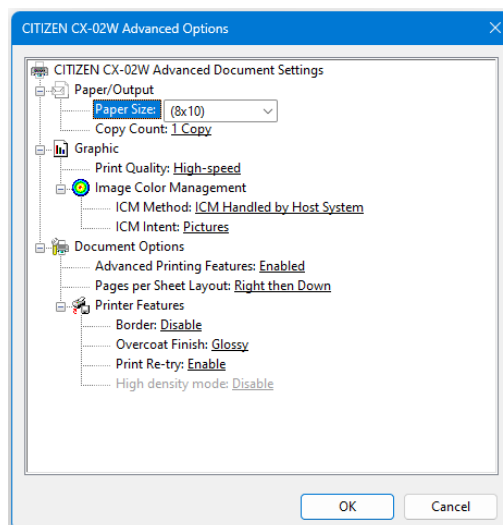 CITIZEN CX-02W Advanced Options
CITIZEN CX-02W Advanced Document Settings
Paper/Output
Paper Size: (8x10)
Copy Count: 1 Copy
Graphic
Print Quality: High-speed
Image Color Management
ICM Method: ICM Handled by Host System
ICM Intent: Pictures
Document Options
Advanced Printing Features: Enabled
Pages per Sheet Layout: Right then Down
Printer Features
Border: Disable
Overcoat Finish: Glossy
Print Re-try: Enable
High density mode: Disable
OK Cancel